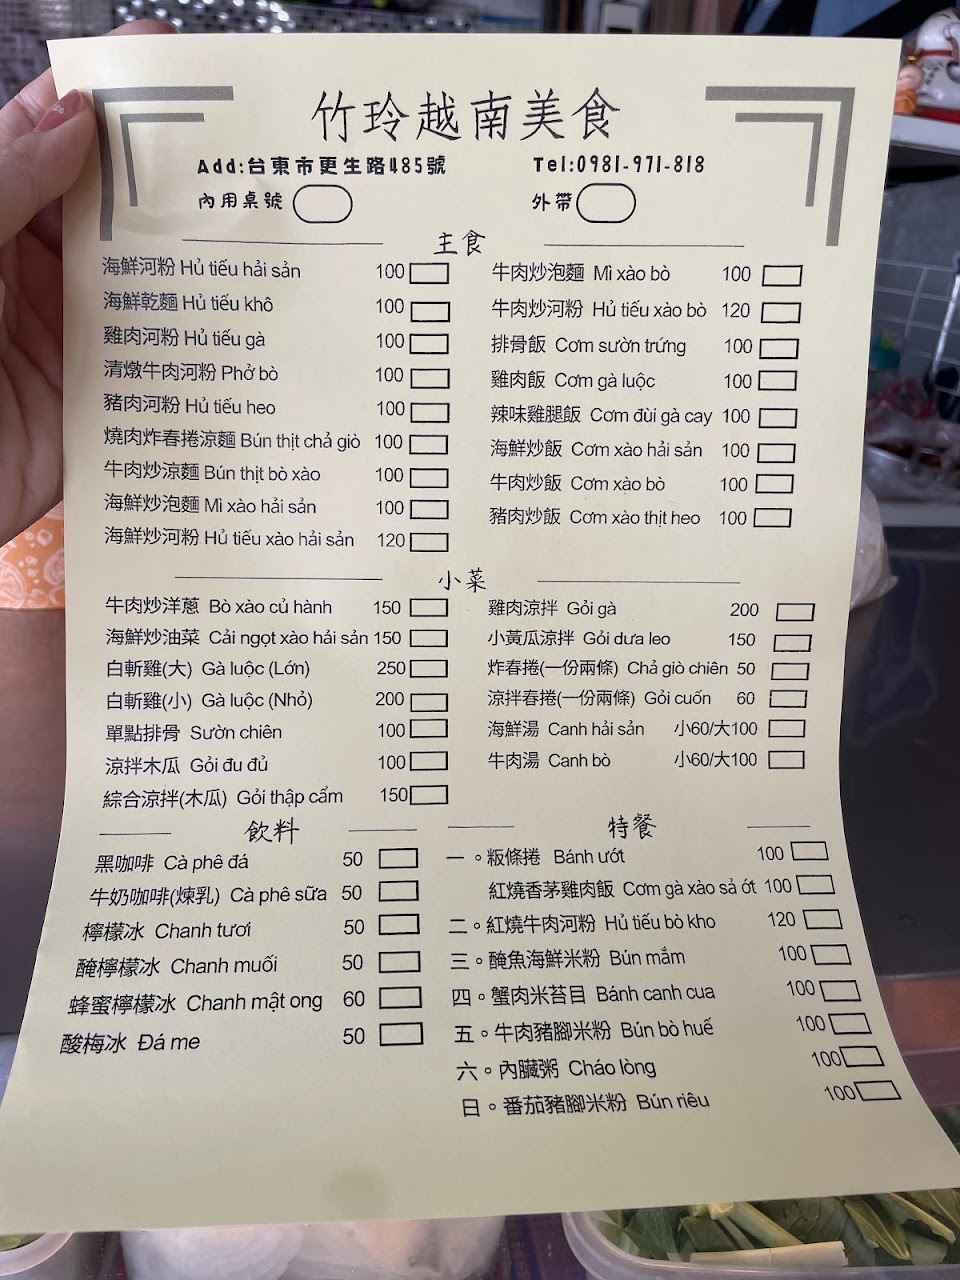 竹玲越南美食
Add:台東市更生路485號 Tel:0981-971-818
內用桌號 外帶
主食
海鮮河粉 Hủ tiếu hải sản 100
海鮮乾麵 Hủ tiếu khô 100
雞肉河粉 Hủ tiếu gà 100
清燉牛肉河粉 Phở bò 100
豬肉河粉 Hủ tiếu heo 100
燒肉炸春捲涼麵 Bún thịt chả giò 100
牛肉炒涼麵 Bún thịt bò xào 100
海鮮炒泡麵 Mì xào hải sản 100
海鮮炒河粉 Hủ tiếu xào hải sản 120
牛肉炒泡麵 Mì xào bò 100
牛肉炒河粉 Hủ tiếu xào bò 120
排骨飯 Cơm sườn trứng 100
雞肉飯 Cơm gà luộc 100
辣味雞腿飯 Cơm đùi gà cay 100
海鮮炒飯 Cơm xào hải sản 100
牛肉炒飯 Cơm xào bò 100
豬肉炒飯 Cơm xào thịt heo 100
小菜
牛肉炒洋蔥 Bò xào củ hành 150
海鮮炒油菜 Cải ngọt xào hải sản 150
白斬雞(大) Gà luộc (Lớn) 250
白斬雞(小) Gà luộc (Nhỏ) 200
單點排骨 Sườn chiên 100
涼拌木瓜 Gỏi đu đủ 100
綜合涼拌(木瓜) Gỏi thập cẩm 150
雞肉涼拌 Gỏi gà 200
小黃瓜涼拌 Gỏi dưa leo 150
炸春捲(一份兩條) Chả giò chiên 50
涼拌春捲(一份兩條) Gỏi cuốn 60
海鮮湯 Canh hải sản 小60/大100
牛肉湯 Canh bò 小60/大100
飲料
黑咖啡 Cà phê đá 50
牛奶咖啡(煉乳) Cà phê sữa 50
檸檬冰 Chanh tươi 50
醃檸檬冰 Chanh muối 50
蜂蜜檸檬冰 Chanh mật ong 60
酸梅冰 Đá me 50
特餐
一。粄條捲 Bánh ướt 100
紅燒香茅雞肉飯 Cơm gà xào sả ớt 100
二。紅燒牛肉河粉 Hủ tiếu bò kho 120
三。醃魚海鮮米粉 Bún mắm 100
四。蟹肉米苔目 Bánh canh cua 100
五。牛肉豬腳米粉 Bún bò huế 100
六。內臟粥 Cháo lòng 100
日。番茄豬腳米粉 Bún riêu 100